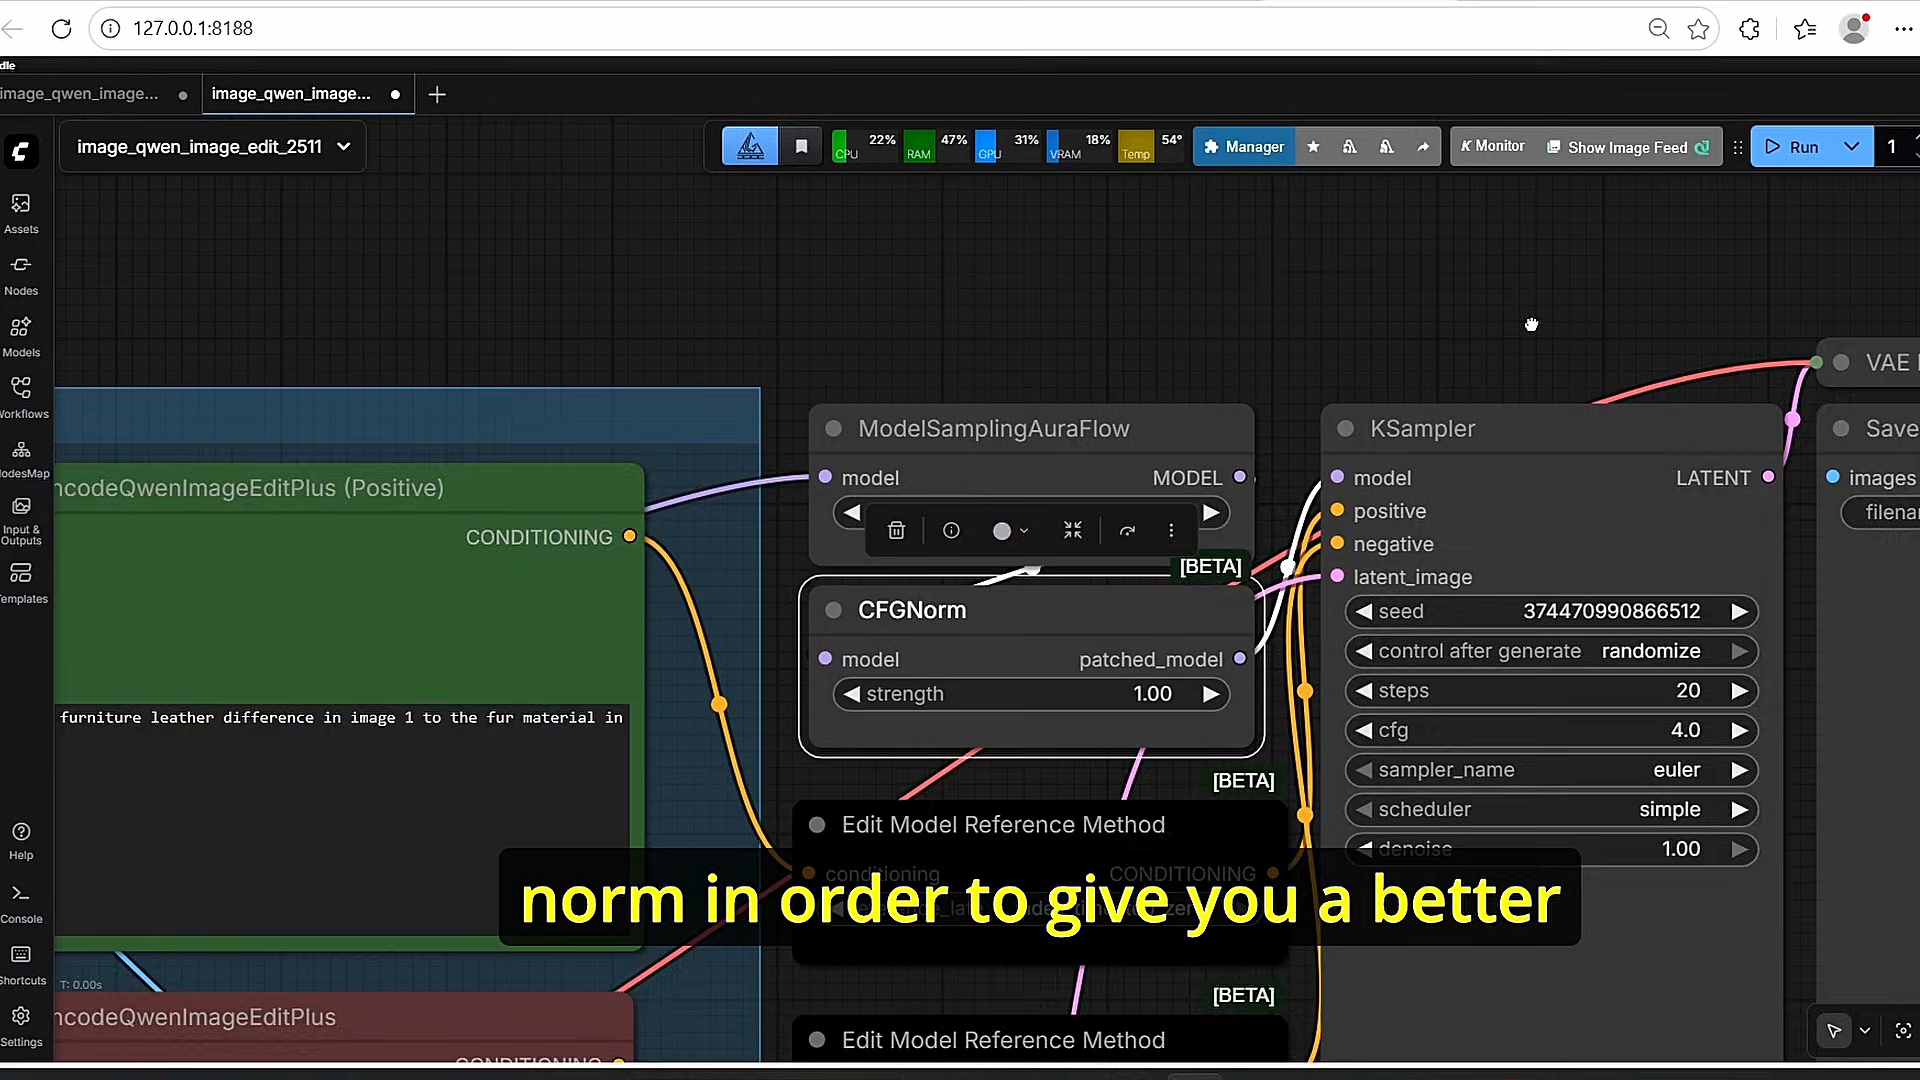 127.0.0.1:8188
dle
image_qwen_image...
image_qwen_image...
image_qwen_image_edit_2511
CPU 22%
RAM 47%
GPU 31%
VRAM 18%
Temp 54°
Manager
K Monitor
Show Image Feed
Run
1
Assets
Nodes
Models
Workflows
NodesMap
Input & Outputs
Templates
Help
Console
Shortcuts
Settings
ncodeQwenImageEditPlus (Positive)
CONDITIONING
furniture leather difference in image 1 to the fur material in
T: 0.00s
ncodeQwenImageEditPlus
CONDITIONING
ModelSamplingAuraFlow
model MODEL
[BETA]
CFGNorm
model patched_model
strength 1.00
[BETA]
Edit Model Reference Method
conditioning CONDITIONING
[BETA]
Edit Model Reference Method
KSampler
model LATENT
positive
negative
latent_image
seed 374470990866512
control after generate randomize
steps 20
cfg 4.0
sampler_name euler
scheduler simple
denoise 1.00
VAE
Save
images
filenar
norm in order to give you a better